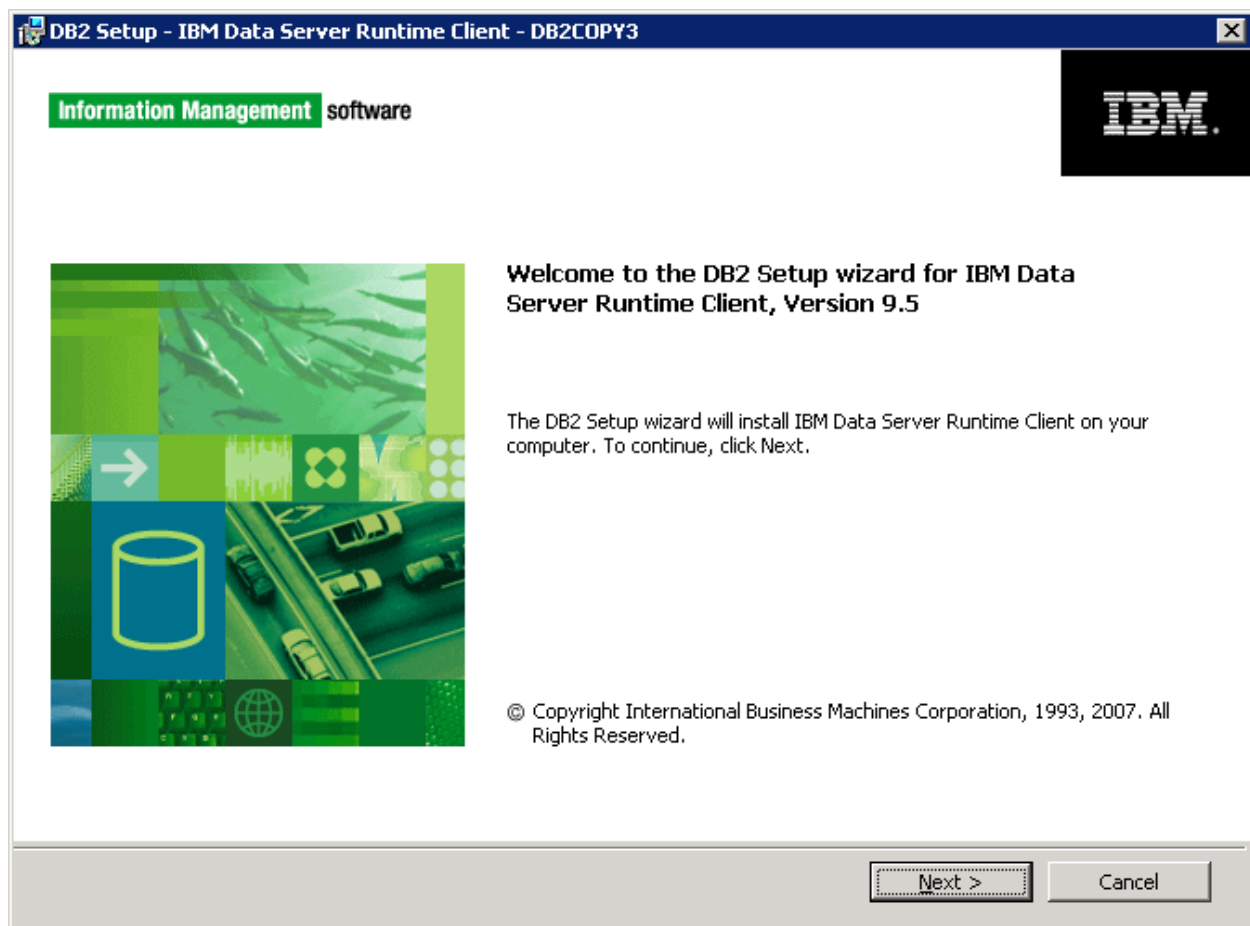 DB2 Setup - IBM Data Server Runtime Client - DB2COPY3
Information Management software
IBM.
Welcome to the DB2 Setup wizard for IBM Data
Server Runtime Client, Version 9.5
The DB2 Setup wizard will install IBM Data Server Runtime Client on your
computer. To continue, click Next.
© Copyright International Business Machines Corporation, 1993, 2007. All
Rights Reserved.
Next >
Cancel